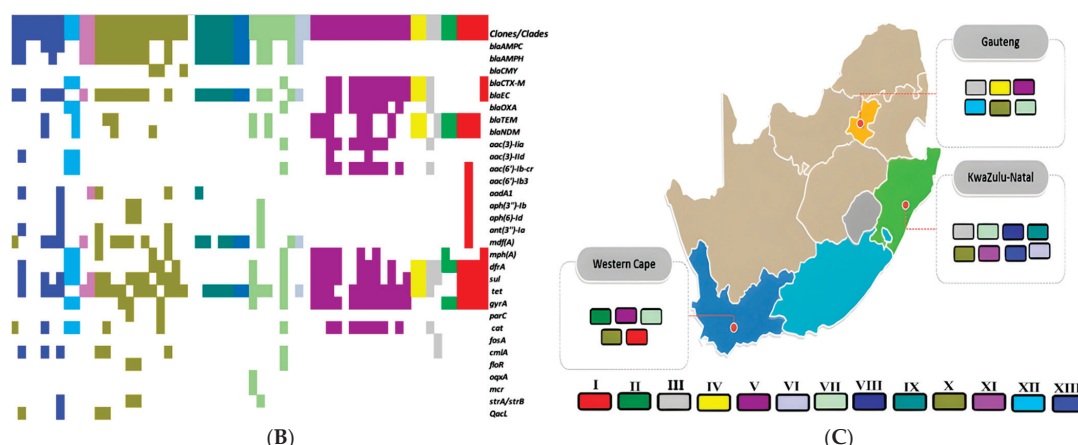 Clones/Clades
blaAMPC
blaAMPH
blaCMY
blaCTX-M
blaEC
blaOXA
blaTEM
blaNDM
aac(3)-Iia
aac(3)-IId
aac(6')-Ib-cr
aac(6')-Ib3
aadA1
aph(3'')-Ib
aph(6)-Id
ant(3'')-Ia
mdf(A)
mph(A)
dfrA
sul
tet
gyrA
parC
cat
fosA
cmlA
floR
oqxA
mcr
strA/strB
QacL
(B)
Gauteng
KwaZulu-Natal
Western Cape
I II III IV V VI VII VIII IX X XI XII XIII
(C)